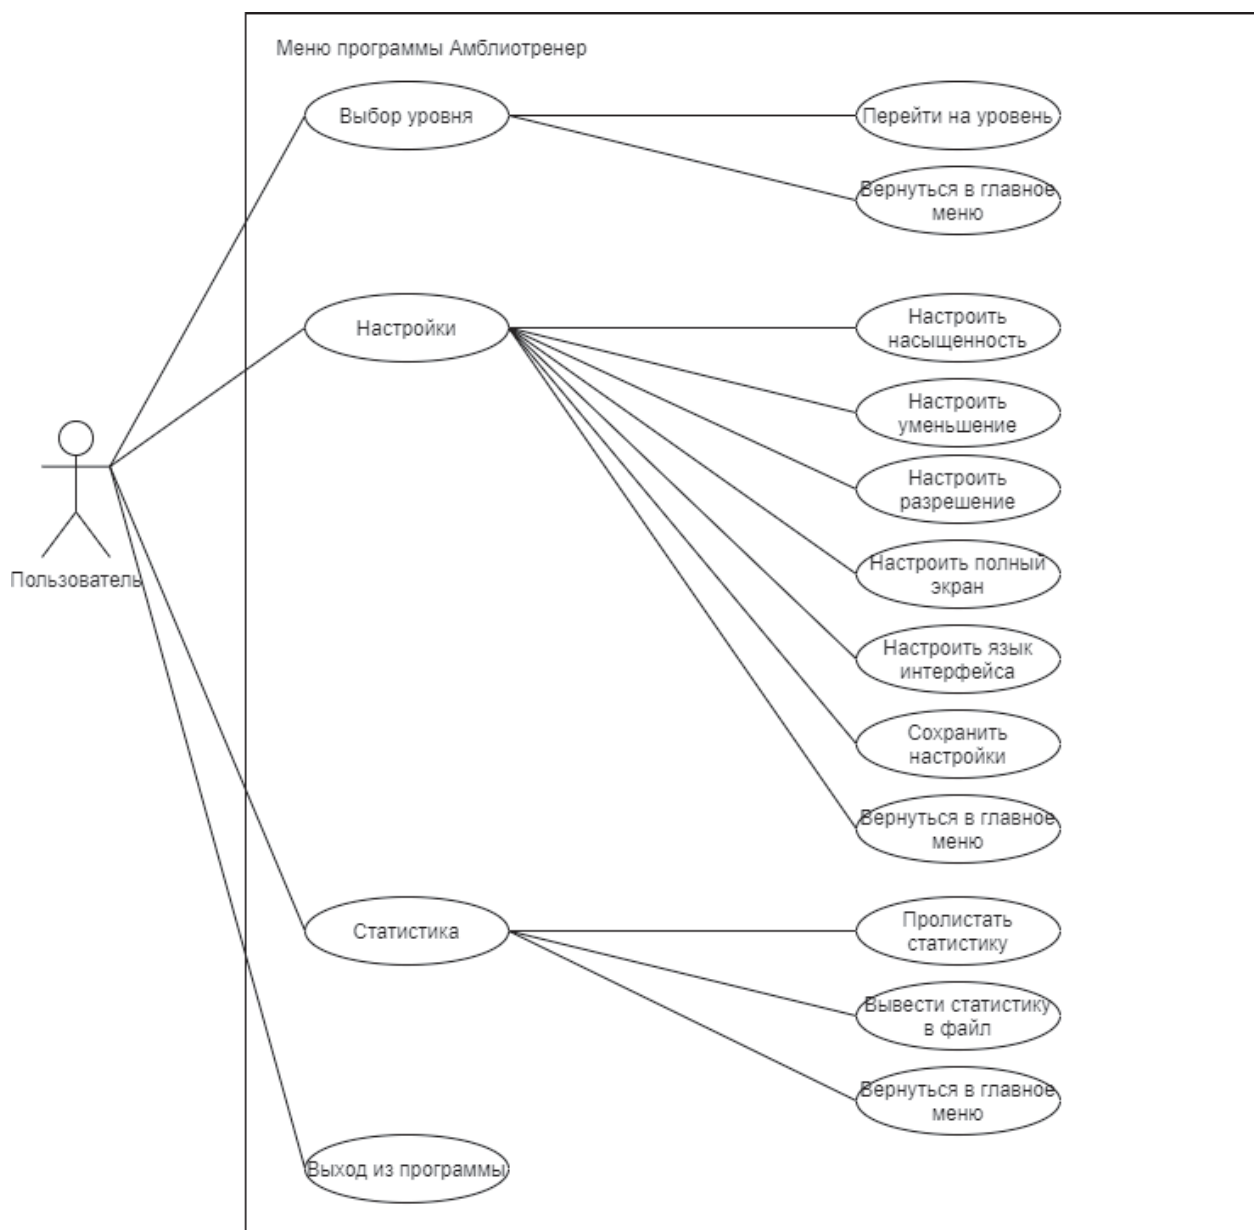 Меню программы Амблиотренер
Выбор уровня
Перейти на уровень
Вернуться в главное
меню
Настройки
Настроить
насыщенность
Настроить
уменьшение
Настроить
разрешение
Настроить полный
экран
Настроить язык
интерфейса
Сохранить
настройки
Вернуться в главное
меню
Пользователь
Статистика
Пролистать
статистику
Вывести статистику
в файл
Вернуться в главное
меню
Выход из программы